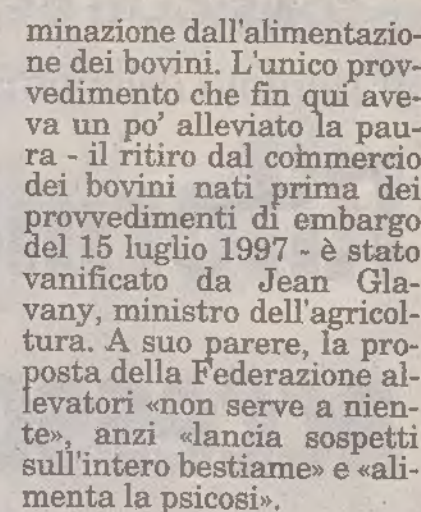 minazione dall'alimentazio-
ne dei bovini. L'unico prov-
vedimento che fin qui ave-
va un po' alleviato la pau-
ra - il ritiro dal commercio
dei bovini nati prima dei
provvedimenti di embargo
del 15 luglio 1997 - è stato
vanificato da Jean Gla-
vany, ministro dell'agricol-
tura. A suo parere, la pro-
posta della Federazione al-
levatori «non serve a nien-
te», anzi «lancia sospetti
sull'intero bestiame» e «ali-
menta la psicosi».